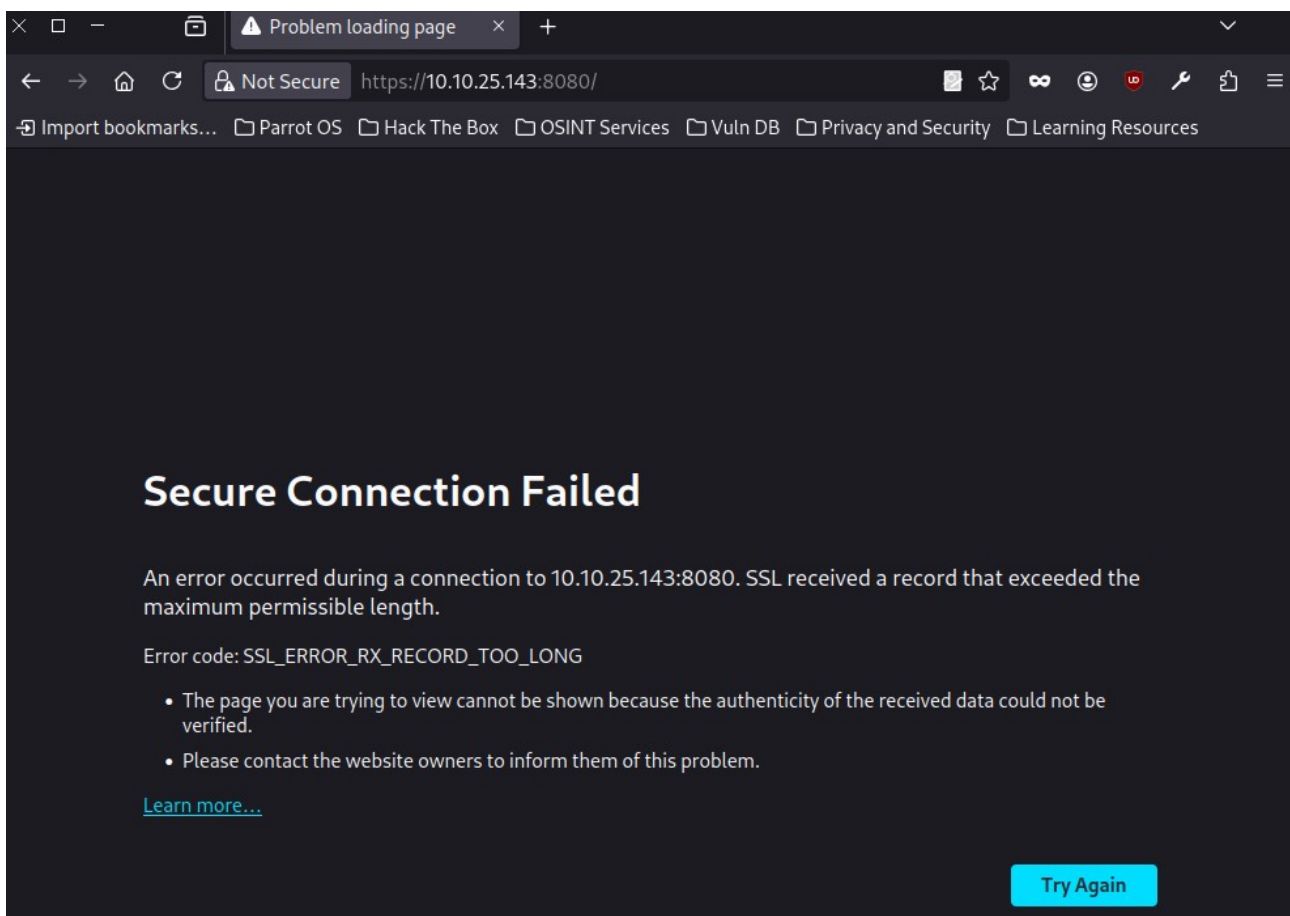 Problem loading page
Not Secure https://10.10.25.143:8080/
Import bookmarks... Parrot OS Hack The Box OSINT Services Vuln DB Privacy and Security Learning Resources
Secure Connection Failed
An error occurred during a connection to 10.10.25.143:8080. SSL received a record that exceeded the
maximum permissible length.
Error code: SSL_ERROR_RX_RECORD_TOO_LONG
• The page you are trying to view cannot be shown because the authenticity of the received data could not be
verified.
• Please contact the website owners to inform them of this problem.
Learn more...
Try Again